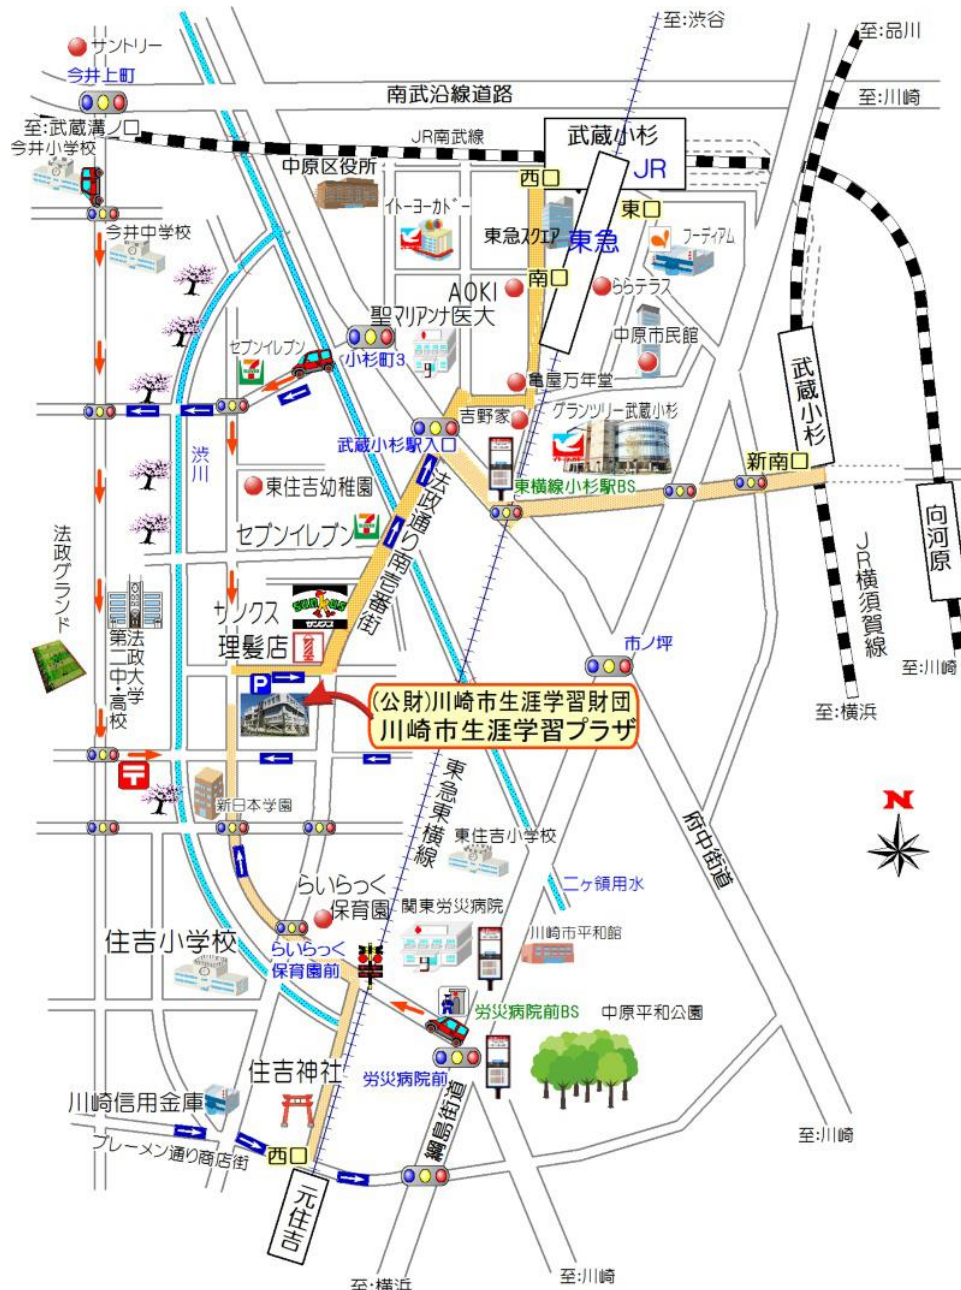 至:渋谷
至:品川
サントリー
今井上町
南武沿線道路
至:川崎
至:武蔵溝ノ口
今井小学校
JR南武線
武蔵小杉
JR
中原区役所
西口
東口
イトーヨーカドー
東急スクエア
東急
フーディアム
今井中学校
AOKI
南口
ららテラス
聖マリアンナ医大
中原市民館
セブンイレブン
小杉町3
亀屋万年堂
吉野家
グランツリー武蔵小杉
武蔵小杉
渋川
武蔵小杉駅入口
新南口
東住吉幼稚園
東横線小杉駅BS
向河原
セブンイレブン
法政通り南壱番街
JR横須賀線
法政グランド
サンクス
sunkus
サンクス
理髪店
法政大学
第二中・高校
市ノ坪
至:川崎
P
(公財)川崎市生涯学習財団
川崎市生涯学習プラザ
至:横浜
新日本学園
東急東横線
N
東住吉小学校
府中街道
二ヶ領用水
らいらっく
保育園
関東労災病院
川崎市平和館
住吉小学校
らいらっく
保育園前
労災病院前BS
中原平和公園
労災病院前
住吉神社
川崎信用金庫
綱島街道
ブレーメン通り商店街
西口
至:川崎
元住吉
至:横浜
至:川崎